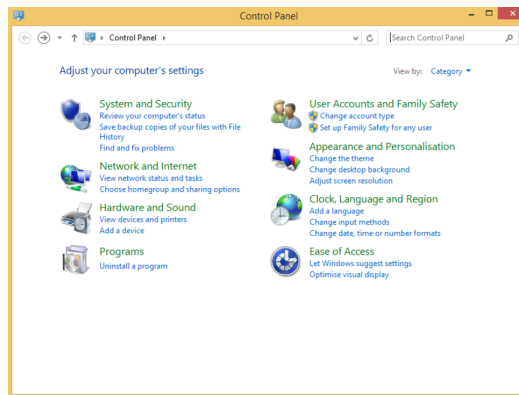 Control Panel
Control Panel
Search Control Panel
Adjust your computer's settings
View by: Category
System and Security
Review your computer's status
Save backup copies of your files with File
History
Find and fix problems
Network and Internet
View network status and tasks
Choose homegroup and sharing options
Hardware and Sound
View devices and printers
Add a device
Programs
Uninstall a program
User Accounts and Family Safety
Change account type
Set up Family Safety for any user
Appearance and Personalisation
Change the theme
Change desktop background
Adjust screen resolution
Clock, Language and Region
Add a language
Change input methods
Change date, time or number formats
Ease of Access
Let Windows suggest settings
Optimise visual display